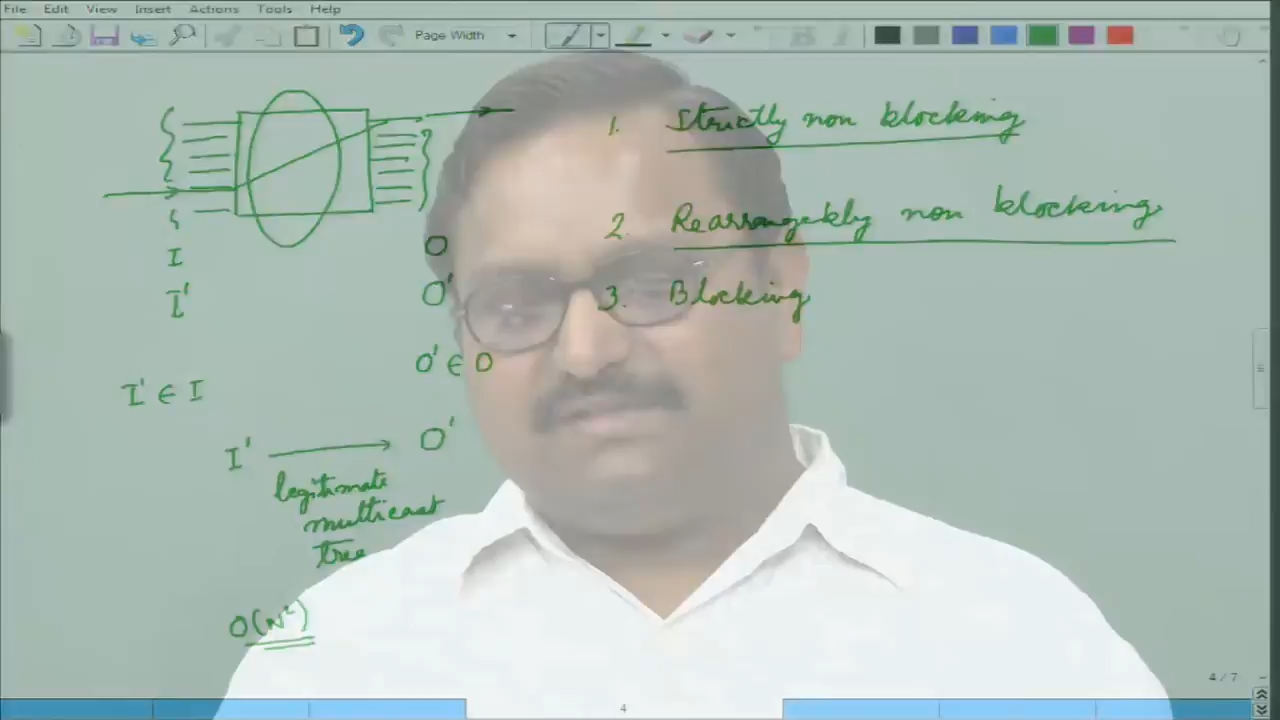 File Edit View Insert Actions Tools Help
Page Width
1. Strictly non blocking
2. Rearrangebly non blocking
3. Blocking
I
O
I'
O'
O' ∈ O
I' ∈ I
I' → O'
legitimate
multicast
tree
O(N²)
4/7
4